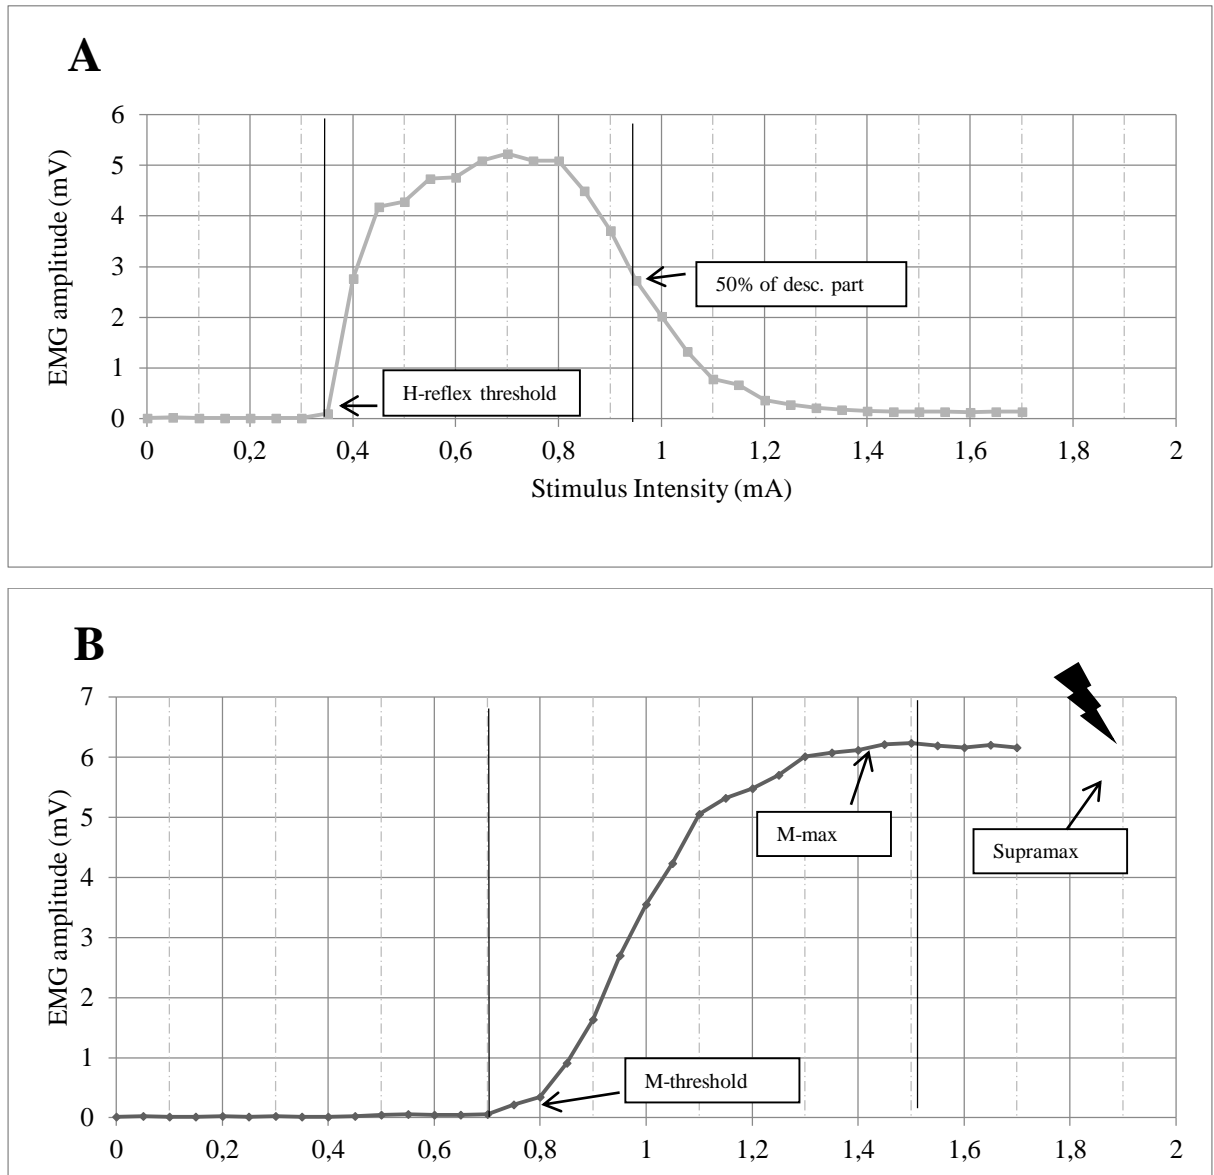 A
EMG amplitude (mV)
6
5
4
3
2
1
0
50% of desc. part
H-reflex threshold
0 0,2 0,4 0,6 0,8 1 1,2 1,4 1,6 1,8 2
Stimulus Intensity (mA)
B
EMG amplitude (mV)
7
6
5
4
3
2
1
0
M-max
Supramax
M-threshold
0 0,2 0,4 0,6 0,8 1 1,2 1,4 1,6 1,8 2